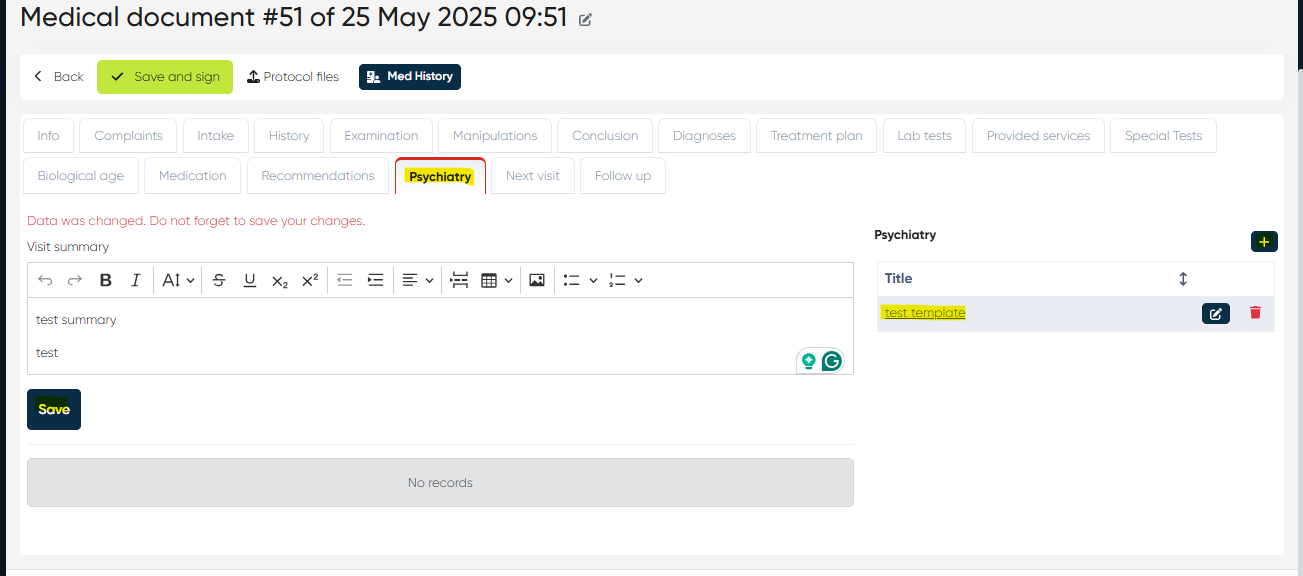 Medical document #51 of 25 May 2025 09:51
Back Save and sign Protocol files Med History
Info Complaints Intake History Examination Manipulations Conclusion Diagnoses Treatment plan Lab tests Provided services Special Tests
Biological age Medication Recommendations Psychiatry Next visit Follow up
Data was changed. Do not forget to save your changes.
Visit summary
B I A S U X2 X2
test summary
test
Save
No records
Psychiatry
+
Title
test template